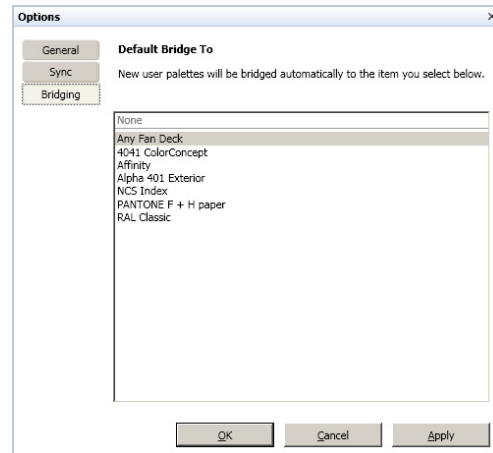 Options
General
Sync
Bridging
Default Bridge To
New user palettes will be bridged automatically to the item you select below.
None
Any Fan Deck
4041 ColorConcept
Affinity
Alpha 401 Exterior
NCS Index
PANTONE F + H paper
RAL Classic
OK
Cancel
Apply